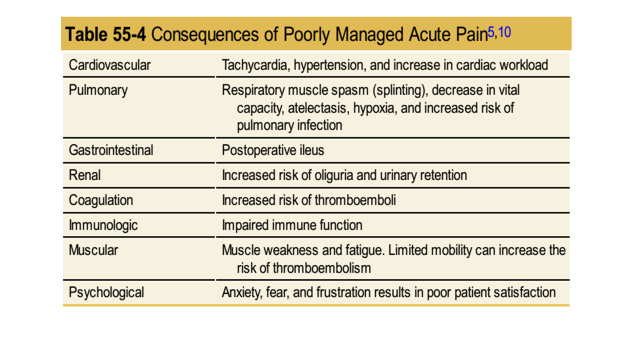 Table 55-4 Consequences of Poorly Managed Acute Pain5,10
Cardiovascular Tachycardia, hypertension, and increase in cardiac workload
Pulmonary Respiratory muscle spasm (splinting), decrease in vital
capacity, atelectasis, hypoxia, and increased risk of
pulmonary infection
Gastrointestinal Postoperative ileus
Renal Increased risk of oliguria and urinary retention
Coagulation Increased risk of thromboemboli
Immunologic Impaired immune function
Muscular Muscle weakness and fatigue. Limited mobility can increase the
risk of thromboembolism
Psychological Anxiety, fear, and frustration results in poor patient satisfaction